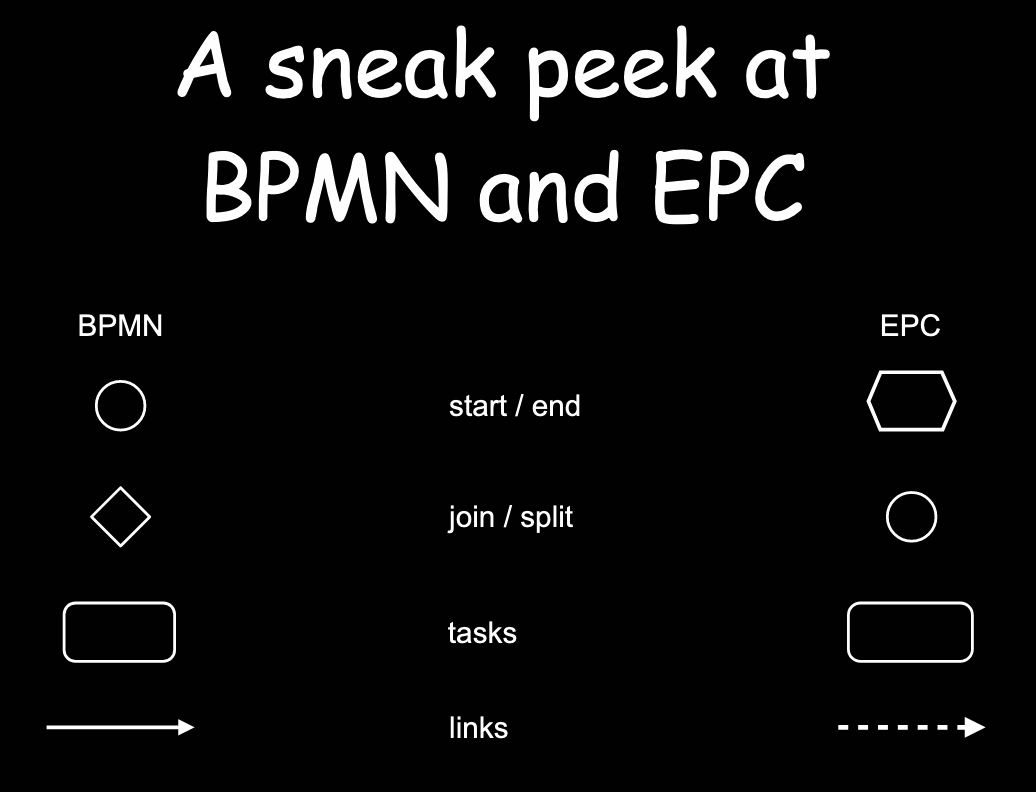 A sneak peek at
BPMN and EPC
BPMN
EPC
start / end
join / split
tasks
links